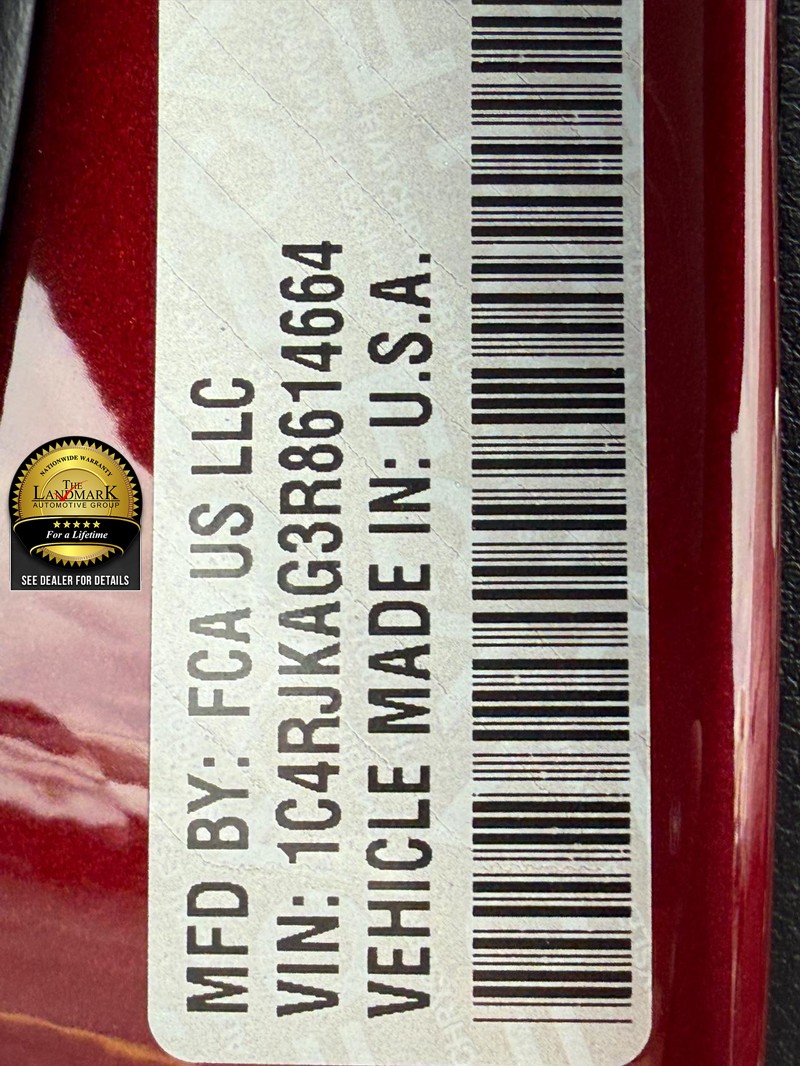 MFD BY: FCA US LLC
VIN: 1C4RJKAG3R8614664
VEHICLE MADE IN: U.S.A.
NATIONWIDE WARRANTY
THE
LANDMARK
AUTOMOTIVE GROUP
For a Lifetime
SEE DEALER FOR DETAILS